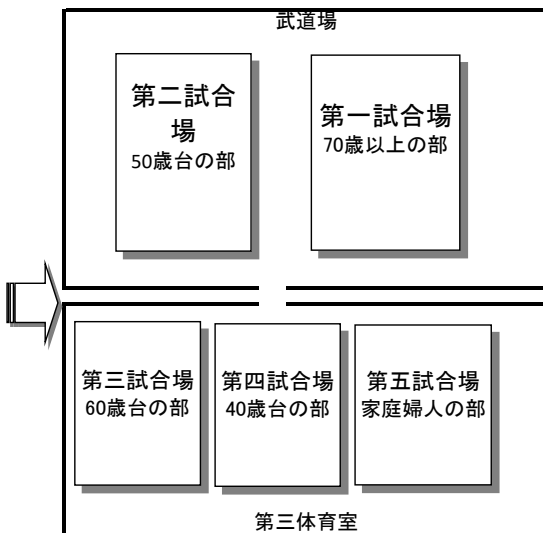 武道場
第二試合
場
50歳台の部
第一試合場
70歳以上の部
第三試合場
60歳台の部
第四試合場
40歳台の部
第五試合場
家庭婦人の部
第三体育室